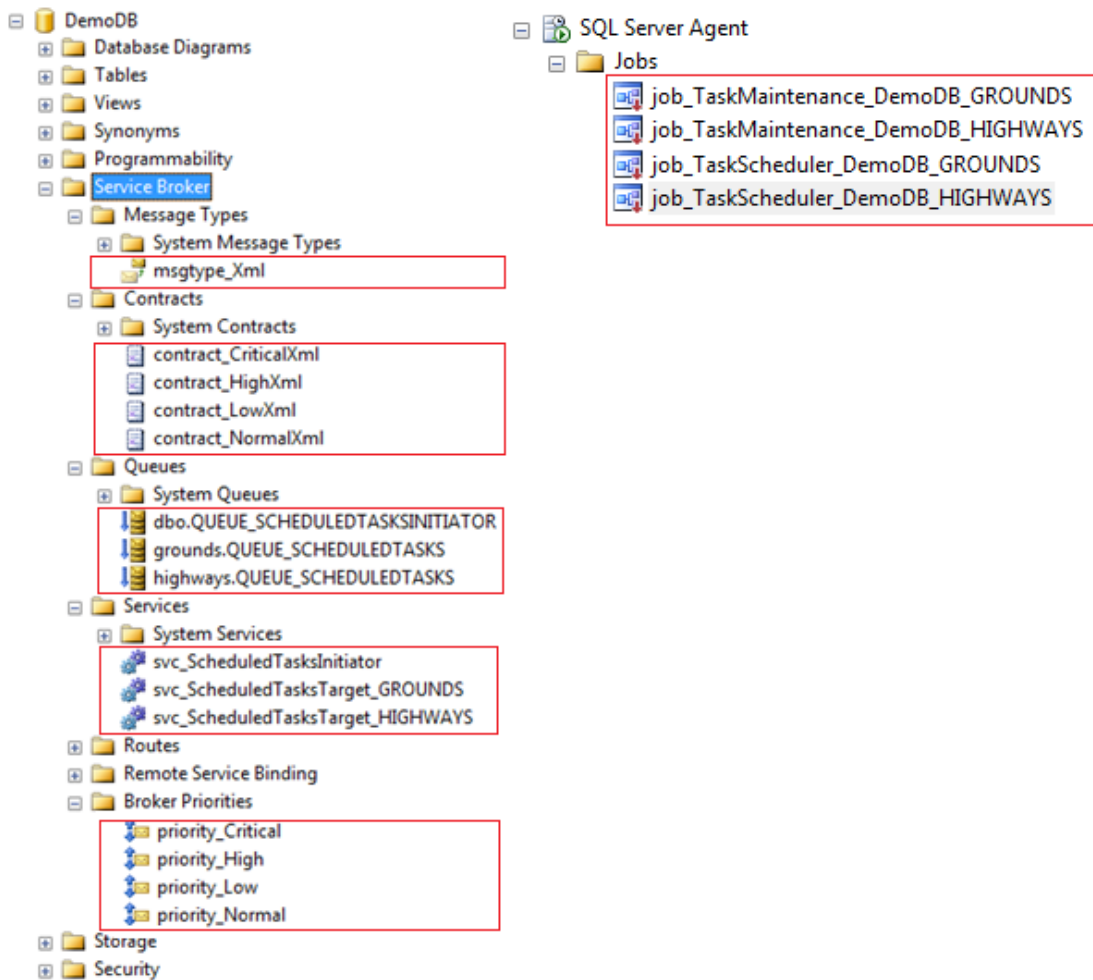 DemoDB
Database Diagrams
Tables
Views
Synonyms
Programmability
Service Broker
Message Types
System Message Types
msgtype_Xml
Contracts
System Contracts
contract_CriticalXml
contract_HighXml
contract_LowXml
contract_NormalXml
Queues
System Queues
dbo.QUEUE_SCHEDULEDTASKSINITIATOR
grounds.QUEUE_SCHEDULEDTASKS
highways.QUEUE_SCHEDULEDTASKS
Services
System Services
svc_ScheduledTasksInitiator
svc_ScheduledTasksTarget_GROUNDS
svc_ScheduledTasksTarget_HIGHWAYS
Routes
Remote Service Binding
Broker Priorities
priority_Critical
priority_High
priority_Low
priority_Normal
Storage
Security
SQL Server Agent
Jobs
job_TaskMaintenance_DemoDB_GROUNDS
job_TaskMaintenance_DemoDB_HIGHWAYS
job_TaskScheduler_DemoDB_GROUNDS
job_TaskScheduler_DemoDB_HIGHWAYS